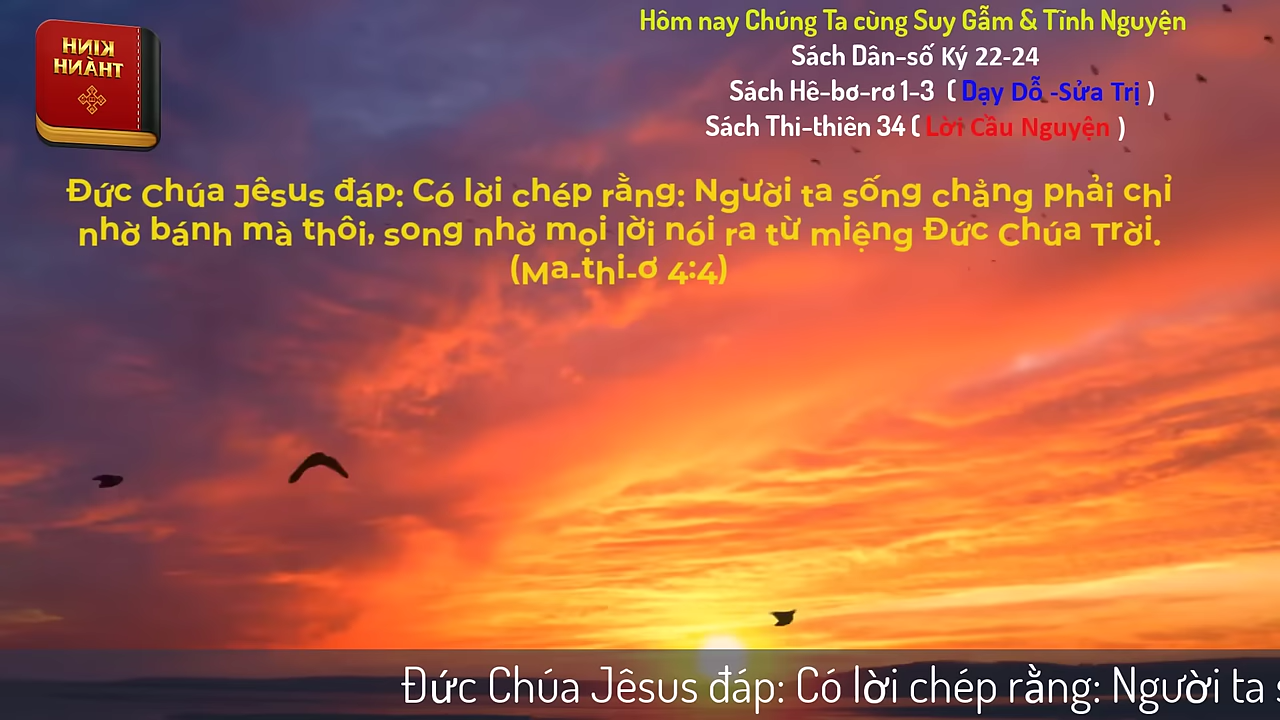 KINH
THÀNH
Hôm nay Chúng Ta cùng Suy Gẫm & Tĩnh Nguyện
Sách Dân-số Ký 22-24
Sách Hê-bơ-rơ 1-3 ( Dạy Dỗ -Sửa Trị )
Sách Thi-thiên 34 ( Lời Cầu Nguyện )
Đức Chúa Jêsus đáp: Có lời chép rằng: Người ta sống chẳng phải chỉ
nhờ bánh mà thôi, song nhờ mọi lời nói ra từ miệng Đức Chúa Trời.
(Ma-thi-ơ 4:4)
Đức Chúa Jêsus đáp: Có lời chép rằng: Người ta s